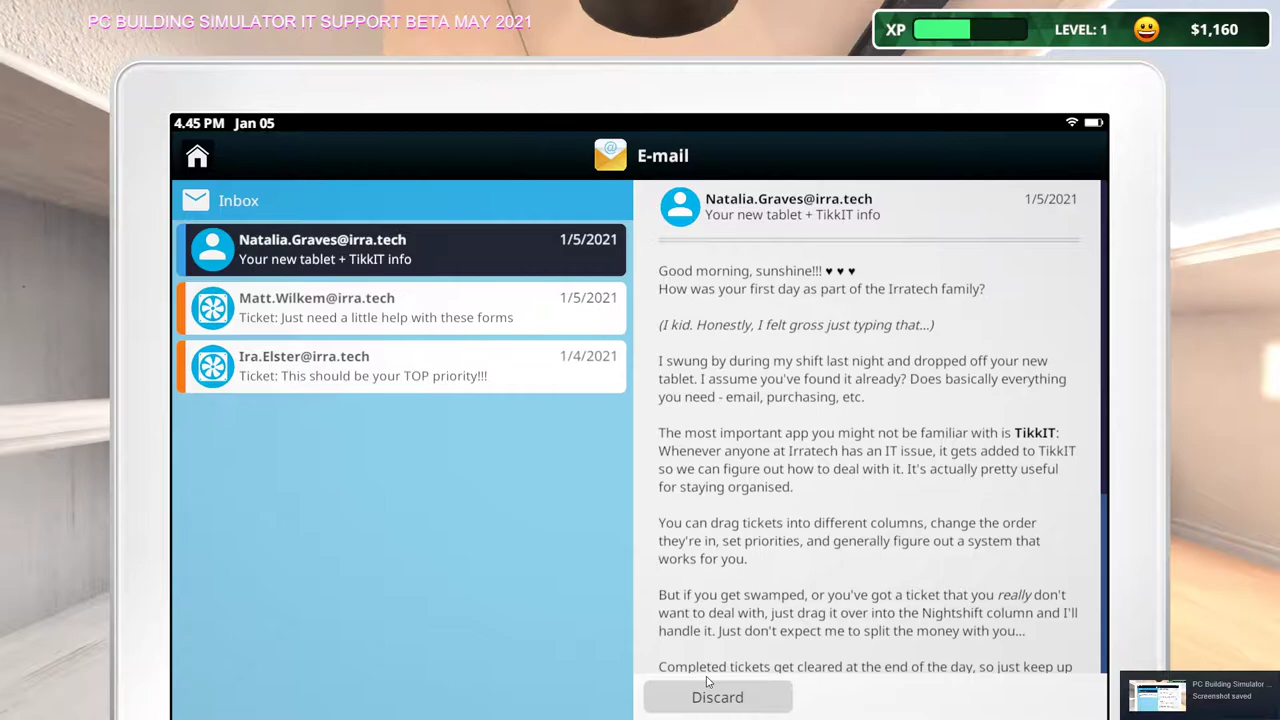 PC BUILDING SIMULATOR IT SUPPORT BETA MAY 2021
XP
LEVEL: 1
$1,160
4.45 PM Jan 05
E-mail
Inbox
Natalia.Graves@irra.tech 1/5/2021
Your new tablet + TikkIT info
Matt.Wilkem@irra.tech 1/5/2021
Ticket: Just need a little help with these forms
Ira.Elster@irra.tech 1/4/2021
Ticket: This should be your TOP priority!!!
Natalia.Graves@irra.tech 1/5/2021
Your new tablet + TikkIT info
Good morning, sunshine!!! ♥ ♥ ♥
How was your first day as part of the Irratech family?
(I kid. Honestly, I felt gross just typing that...)
I swung by during my shift last night and dropped off your new
tablet. I assume you've found it already? Does basically everything
you need - email, purchasing, etc.
The most important app you might not be familiar with is TikkIT:
Whenever anyone at Irratech has an IT issue, it gets added to TikkIT
so we can figure out how to deal with it. It's actually pretty useful
for staying organised.
You can drag tickets into different columns, change the order
they're in, set priorities, and generally figure out a system that
works for you.
But if you get swamped, or you've got a ticket that you really don't
want to deal with, just drag it over into the Nightshift column and I'll
handle it. Just don't expect me to split the money with you...
Completed tickets get cleared at the end of the day, so just keep up
Discard
PC Building Simulator ...
Screenshot saved